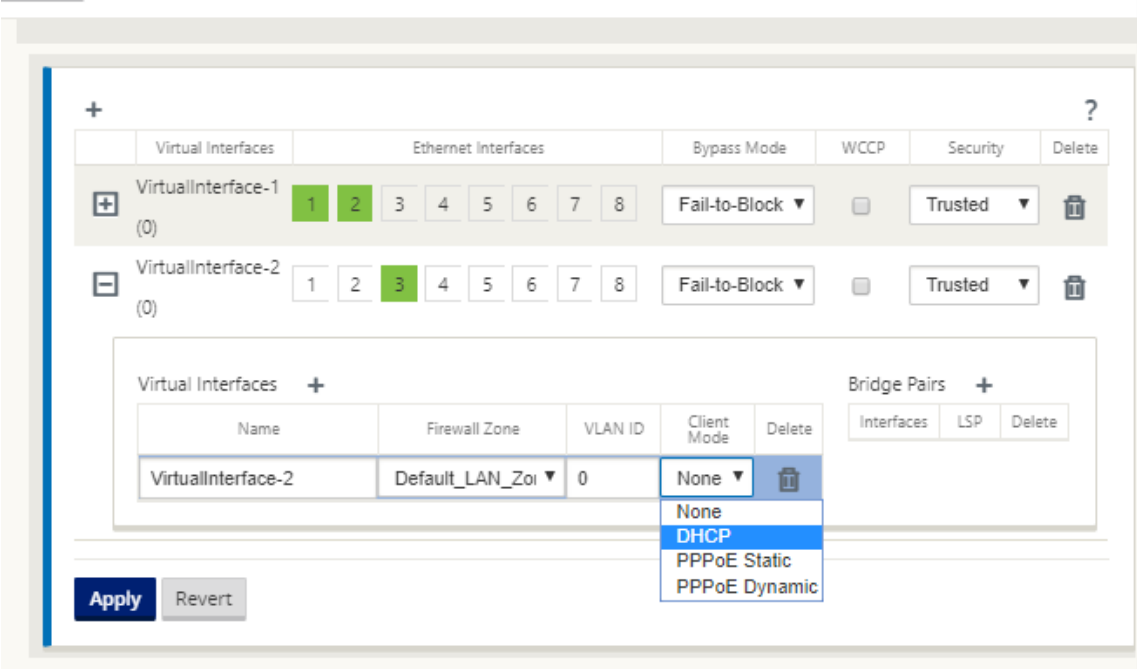 + ?
Virtual Interfaces Ethernet Interfaces Bypass Mode WCCP Security Delete
VirtualInterface-1
(0)
1 2 3 4 5 6 7 8 Fail-to-Block ▼ Trusted ▼
VirtualInterface-2
(0)
1 2 3 4 5 6 7 8 Fail-to-Block ▼ Trusted ▼
Virtual Interfaces + Bridge Pairs +
Name Firewall Zone VLAN ID Client Mode Delete Interfaces LSP Delete
VirtualInterface-2 Default_LAN_Zo ▼ 0 None ▼
None
DHCP
PPPoE Static
PPPoE Dynamic
Apply Revert